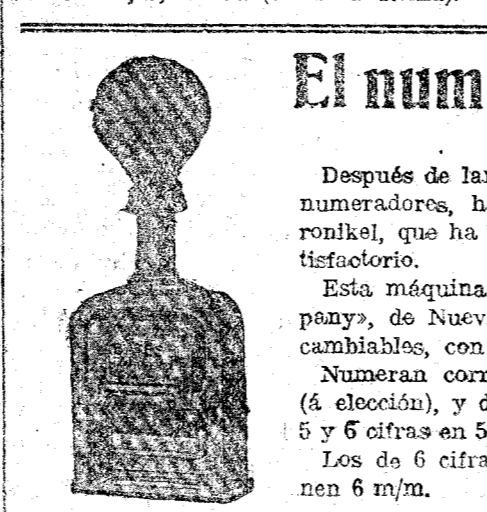 El num
Después de lar
numeradores, h
ronikel, que ha
tisfactorio.
Esta máquina
pany», de Nuev
cambiables, con
Numeran corr
(á elección), y d
5 y 6 cifras en 5
Los de 6 cifra
nen 6 m/m.